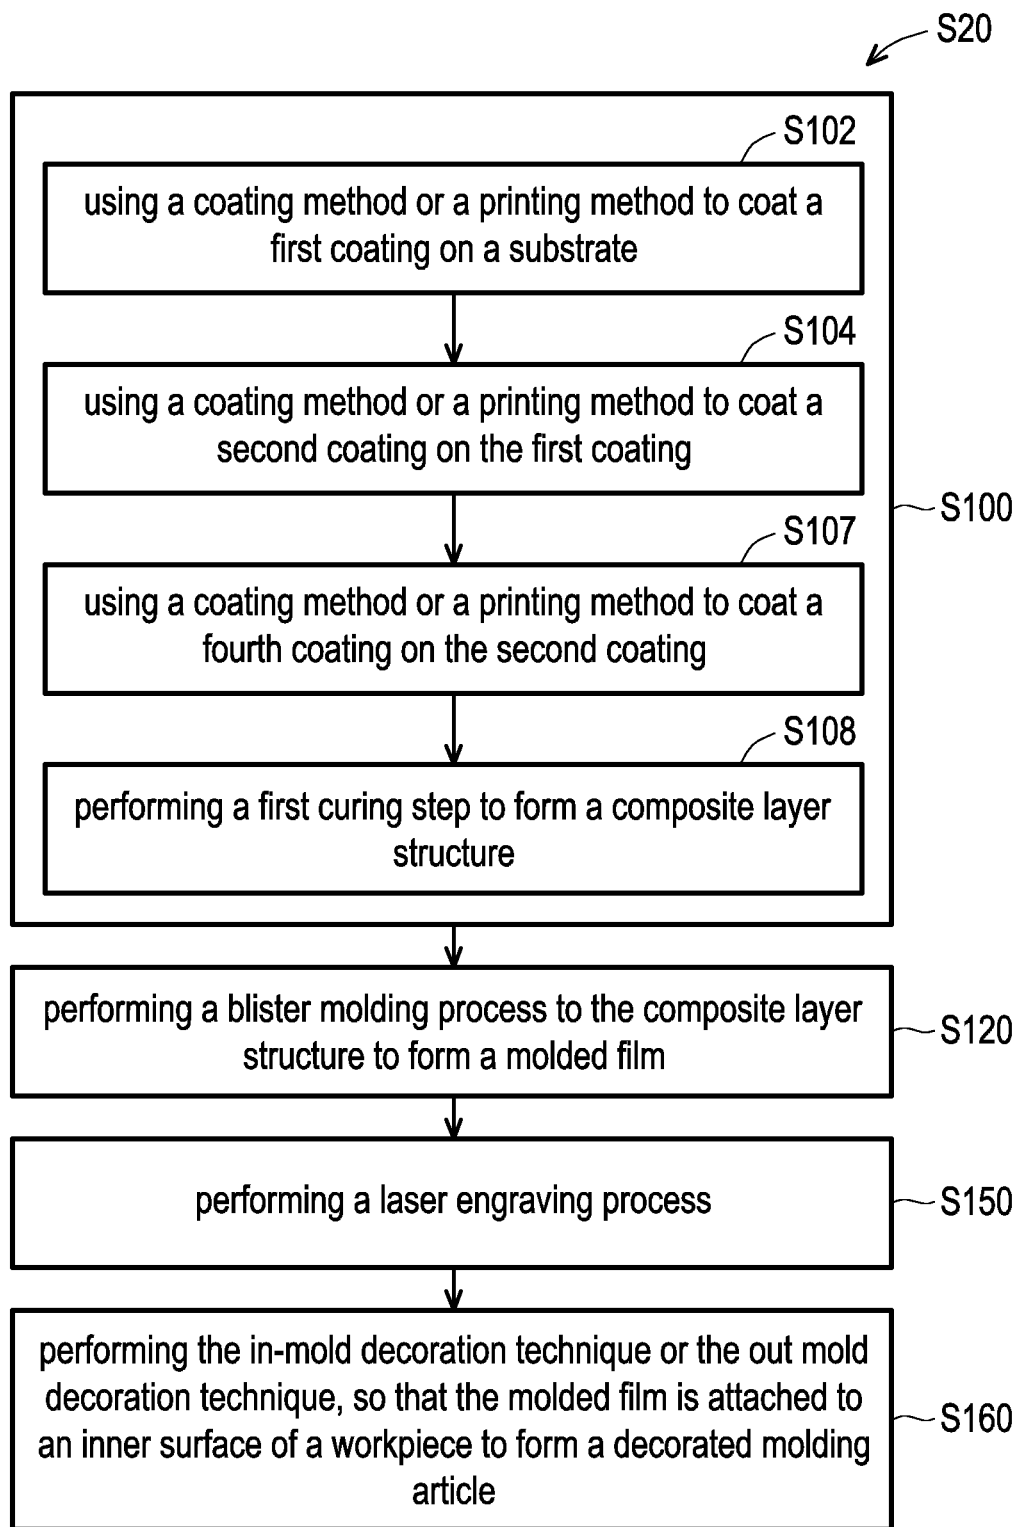 S20
S102
using a coating method or a printing method to coat a
first coating on a substrate
S104
using a coating method or a printing method to coat a
second coating on the first coating
S100
S107
using a coating method or a printing method to coat a
fourth coating on the second coating
S108
performing a first curing step to form a composite layer
structure
performing a blister molding process to the composite layer
structure to form a molded film
S120
performing a laser engraving process
S150
performing the in-mold decoration technique or the out mold
decoration technique, so that the molded film is attached to
an inner surface of a workpiece to form a decorated molding
article
S160